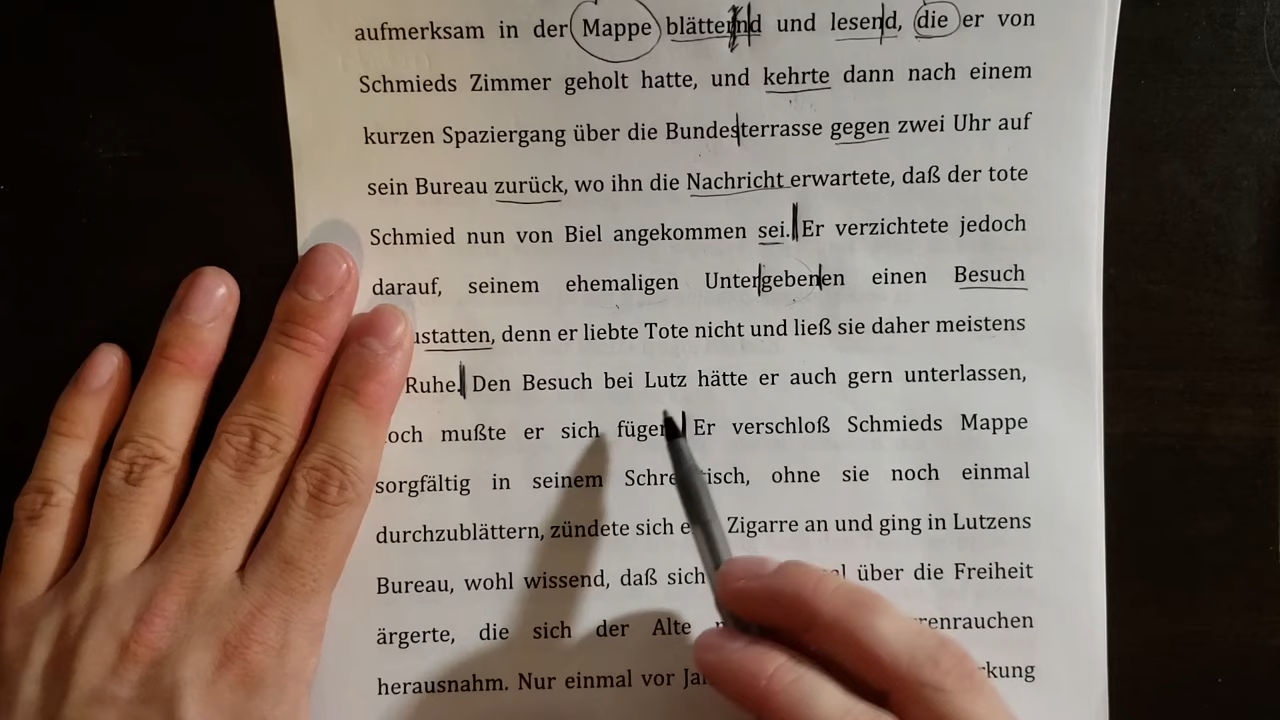 aufmerksam in der Mappe blätternd und lesend, die er von
Schmieds Zimmer geholt hatte, und kehrte dann nach einem
kurzen Spaziergang über die Bundesterrasse gegen zwei Uhr auf
sein Bureau zurück, wo ihn die Nachricht erwartete, daß der tote
Schmied nun von Biel angekommen sei. Er verzichtete jedoch
darauf, seinem ehemaligen Untergebenen einen Besuch
statten, denn er liebte Tote nicht und ließ sie daher meistens
Ruhe. Den Besuch bei Lutz hätte er auch gern unterlassen,
mußte er sich Er verschloß Schmieds Mappe
sorgfältig in seinem ohne sie noch einmal
durchzublättern, zündete sich Zigarre an und ging in Lutzens
Bureau, wohl wissend, daß sich über die Freiheit
ärgerte, die sich der Alte
herausnahm. Nur einmal vor